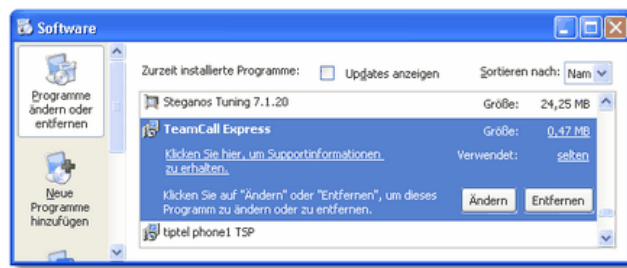 Software
Programme
ändern oder
entfernen
Neue
Programme
hinzufügen
Zurzeit installierte Programme: Updates anzeigen Sortieren nach: Nam
Steganos Tuning 7.1.20 Größe: 24,25 MB
TeamCall Express Größe: 0,47 MB
Klicken Sie hier, um Supportinformationen Verwendet: selten
zu erhalten.
Klicken Sie auf "Ändern" oder "Entfernen", um dieses
Programm zu ändern oder zu entfernen. Ändern Entfernen
tiptel phone1 TSP